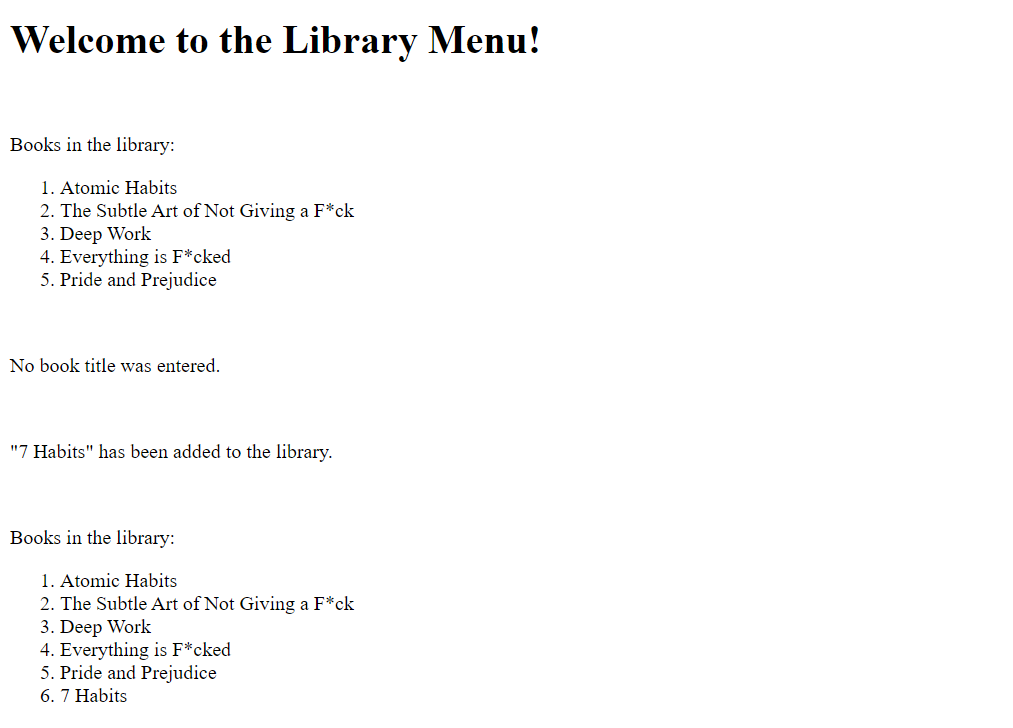 Welcome to the Library Menu!
Books in the library:
1. Atomic Habits
2. The Subtle Art of Not Giving a F*ck
3. Deep Work
4. Everything is F*cked
5. Pride and Prejudice
No book title was entered.
"7 Habits" has been added to the library.
Books in the library:
1. Atomic Habits
2. The Subtle Art of Not Giving a F*ck
3. Deep Work
4. Everything is F*cked
5. Pride and Prejudice
6. 7 Habits